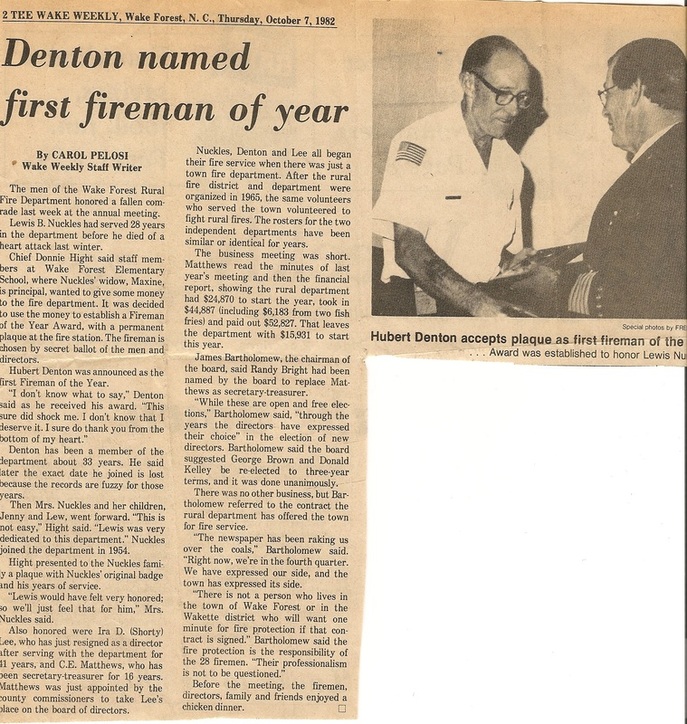 2 THE WAKE WEEKLY, Wake Forest, N. C., Thursday, October 7, 1982
Denton named
first fireman of year
By CAROL PELOSI
Wake Weekly Staff Writer
The men of the Wake Forest Rural
Fire Department honored a fallen com-
rade last week at the annual meeting.
Lewis B. Nuckles had served 28 years
in the department before he died of a
heart attack last winter.
Chief Donnie Hight said staff mem-
bers at Wake Forest Elementary
School, where Nuckles' widow, Maxine,
is principal, wanted to give some money
to the fire department. It was decided
to use the money to establish a Fireman
of the Year Award, with a permanent
plaque at the fire station. The fireman is
chosen by secret ballot of the men and
directors.
Hubert Denton was announced as the
first Fireman of the Year.
"I don't know what to say," Denton
said as he received his award. "This
sure did shock me. I don't know that I
deserve it. I sure do thank you from the
bottom of my heart."
Denton has been a member of the
department about 33 years. He said
later the exact date he joined is lost
because the records are fuzzy for those
years.
Then Mrs. Nuckles and her children,
Jenny and Lew, went forward. "This is
not easy," Hight said. "Lewis was very
dedicated to this department." Nuckles
joined the department in 1954.
Hight presented to the Nuckles fami-
ly a plaque with Nuckles' original badge
and his years of service.
"Lewis would have felt very honored;
so we'll just feel that for him," Mrs.
Nuckles said.
Also honored were Ira D. (Shorty)
Lee, who has just resigned as a director
after serving with the department for
41 years, and C.E. Matthews, who has
been secretary-treasurer for 16 years.
Matthews was just appointed by the
county commissioners to take Lee's
place on the board of directors.
Nuckles, Denton and Lee all began
their fire service when there was just a
town fire department. After the rural
fire district and department were
organized in 1965, the same volunteers
who served the town volunteered to
fight rural fires. The rosters for the two
independent departments have been
similar or identical for years.
The business meeting was short.
Matthews read the minutes of last
year's meeting and then the financial
report, showing the rural department
had $24,870 to start the year, took in
$44,887 (including $6,183 from two fish
fries) and paid out $52,827. That leaves
the department with $15,931 to start
this year.
James Bartholomew, the chairman of
the board, said Randy Bright had been
named by the board to replace Mat-
thews as secretary-treasurer.
"While these are open and free elec-
tions," Bartholomew said, "through the
years the directors have expressed
their choice" in the election of new
directors. Bartholomew said the board
suggested George Brown and Donald
Kelley be re-elected to three-year
terms, and it was done unanimously.
There was no other business, but Bar-
tholomew referred to the contract the
rural department has offered the town
for fire service.
"The newspaper has been raking us
over the coals," Bartholomew said.
"Right now, we're in the fourth quarter.
We have expressed our side, and the
town has expressed its side.
"There is not a person who lives in
the town of Wake Forest or in the
Wakette district who will want one
minute for fire protection if that con-
tract is signed." Bartholomew said the
fire protection is the responsibility of
the 28 firemen. "Their professionalism
is not to be questioned."
Before the meeting, the firemen,
directors, family and friends enjoyed a
chicken dinner.
Special photos by FRE
Hubert Denton accepts plaque as first fireman of the
. . . Award was established to honor Lewis Nu